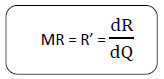 MR = R' = dR/dQ